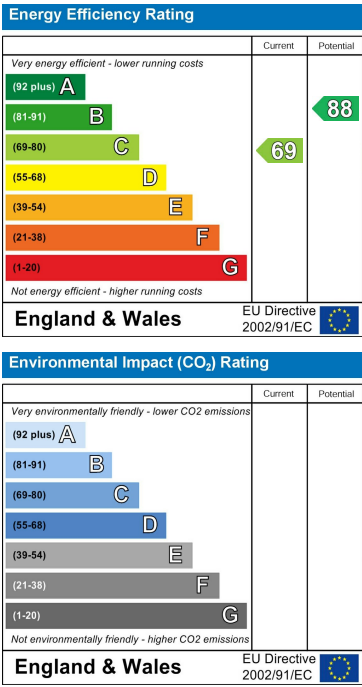 Energy Efficiency Rating
Current Potential
Very energy efficient - lower running costs
(92 plus) A
(81-91) B
88
(69-80) C
69
(55-68) D
(39-54) E
(21-38) F
(1-20) G
Not energy efficient - higher running costs
England & Wales
EU Directive
2002/91/EC
Environmental Impact (CO₂) Rating
Current Potential
Very environmentally friendly - lower CO2 emissions
(92 plus) A
(81-91) B
(69-80) C
(55-68) D
(39-54) E
(21-38) F
(1-20) G
Not environmentally friendly - higher CO2 emissions
England & Wales
EU Directive
2002/91/EC